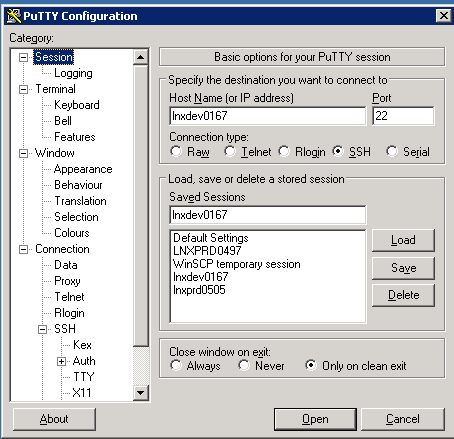 PuTTY Configuration
Category:
Session
Logging
Terminal
Keyboard
Bell
Features
Window
Appearance
Behaviour
Translation
Selection
Colours
Connection
Data
Proxy
Telnet
Rlogin
SSH
Kex
Auth
TTY
X11
Basic options for your PuTTY session
Specify the destination you want to connect to
Host Name (or IP address) Port
lnxdev0167 22
Connection type:
Raw Telnet Rlogin SSH Serial
Load, save or delete a stored session
Saved Sessions
lnxdev0167
Default Settings
LNXPRD0497
WinSCP temporary session
lnxdev0167
lnxprd0505
Load
Save
Delete
Close window on exit:
Always Never Only on clean exit
About Open Cancel